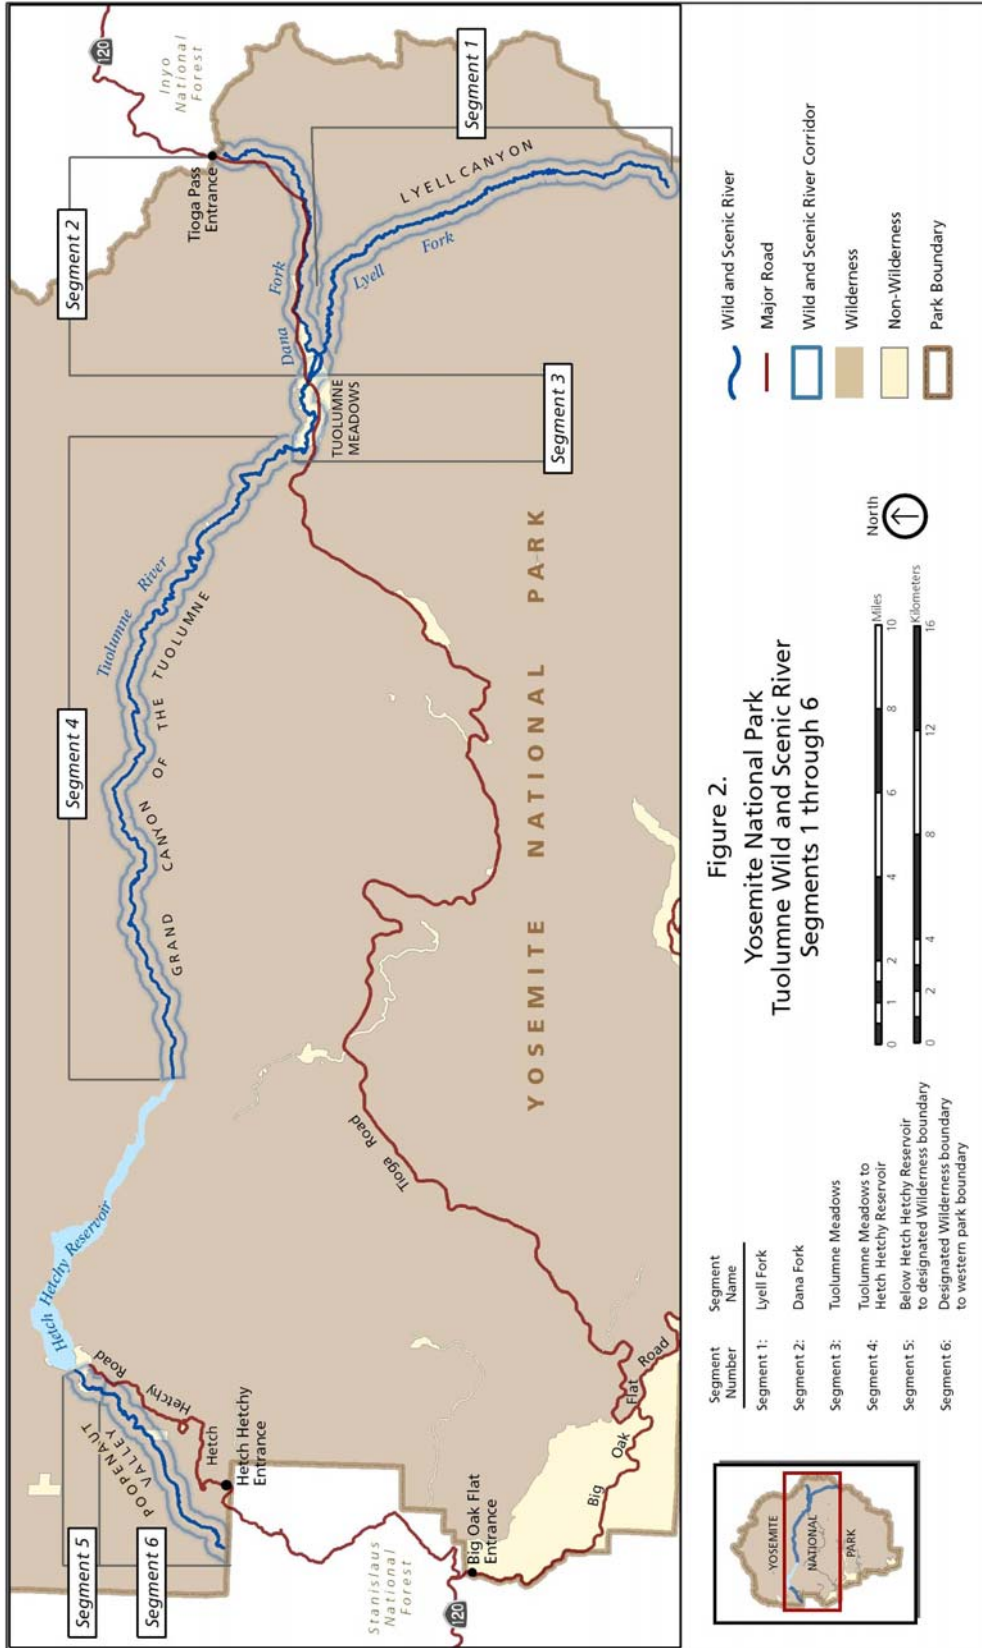 120
Inyo
National
Forest
Segment 1
Segment 2
Tioga Pass
Entrance
LYELL CANYON
Dana Fork
Lyell Fork
Segment 3
TUOLUMNE
MEADOWS
Segment 4
Tuolumne River
GRAND CANYON OF THE TUOLUMNE
YOSEMITE NATIONAL PARK
Hetch Hetchy Reservoir
Tioga Road
Segment 5
Segment 6
POOPENAUT
VALLEY
Hetch Hetchy Road
Hetch Hetchy
Entrance
Stanislaus
National
Forest
120
Big Oak Flat
Entrance
Big Oak Flat Road
Figure 2.
Yosemite National Park
Tuolumne Wild and Scenic River
Segments 1 through 6
YOSEMITE
NATIONAL
PARK
Segment
Number
Segment
Name
Segment 1: Lyell Fork
Segment 2: Dana Fork
Segment 3: Tuolumne Meadows
Segment 4: Tuolumne Meadows to
Hetch Hetchy Reservoir
Segment 5: Below Hetch Hetchy Reservoir
to designated Wilderness boundary
Segment 6: Designated Wilderness boundary
to western park boundary
0 1 2 4 6 8 10
Miles
Kilometers
0 2 4 8 12 16
North
Wild and Scenic River
Major Road
Wild and Scenic River Corridor
Wilderness
Non-Wilderness
Park Boundary